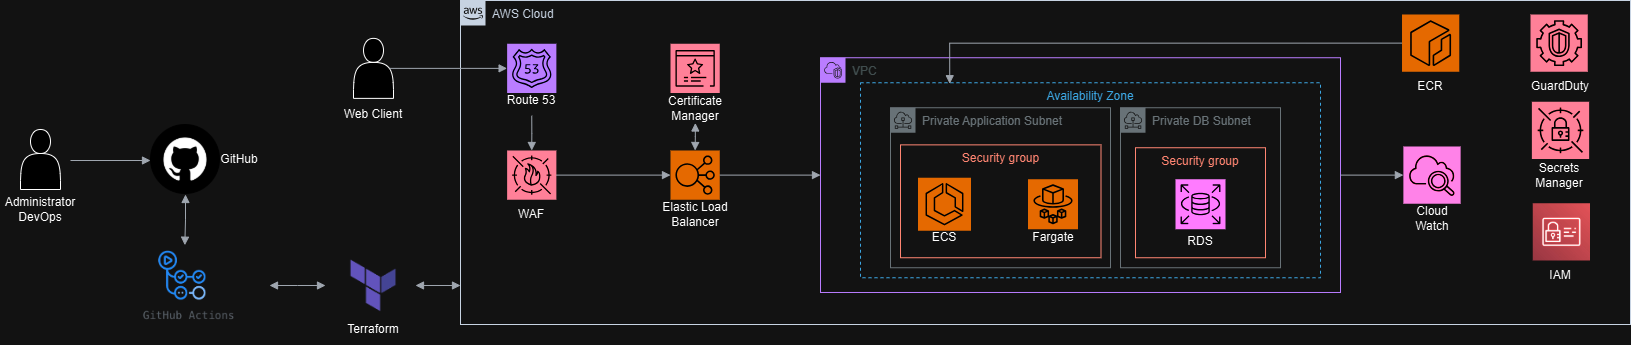 aws
AWS Cloud
53
Route 53
Certificate
Manager
VPC
ECR
GuardDuty
Web Client
Availability Zone
Private Application Subnet
Private DB Subnet
GitHub
Security group
Security group
Secrets
Manager
Administrator
DevOps
WAF
Elastic Load
Balancer
ECS
Fargate
RDS
Cloud
Watch
IAM
GitHub Actions
Terraform